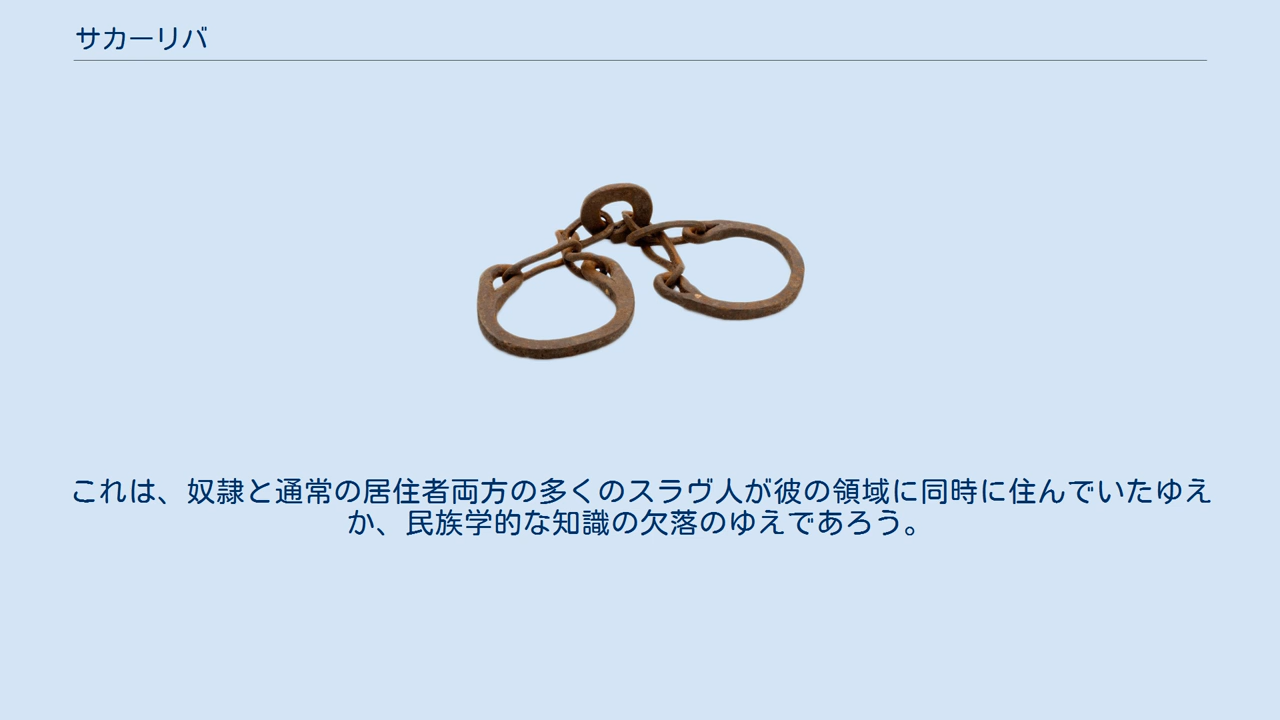 サカーリバ
これは、奴隷と通常の居住者両方の多くのスラヴ人が彼の領域に同時に住んでいたゆえ
か、民族学的な知識の欠落のゆえであろう。